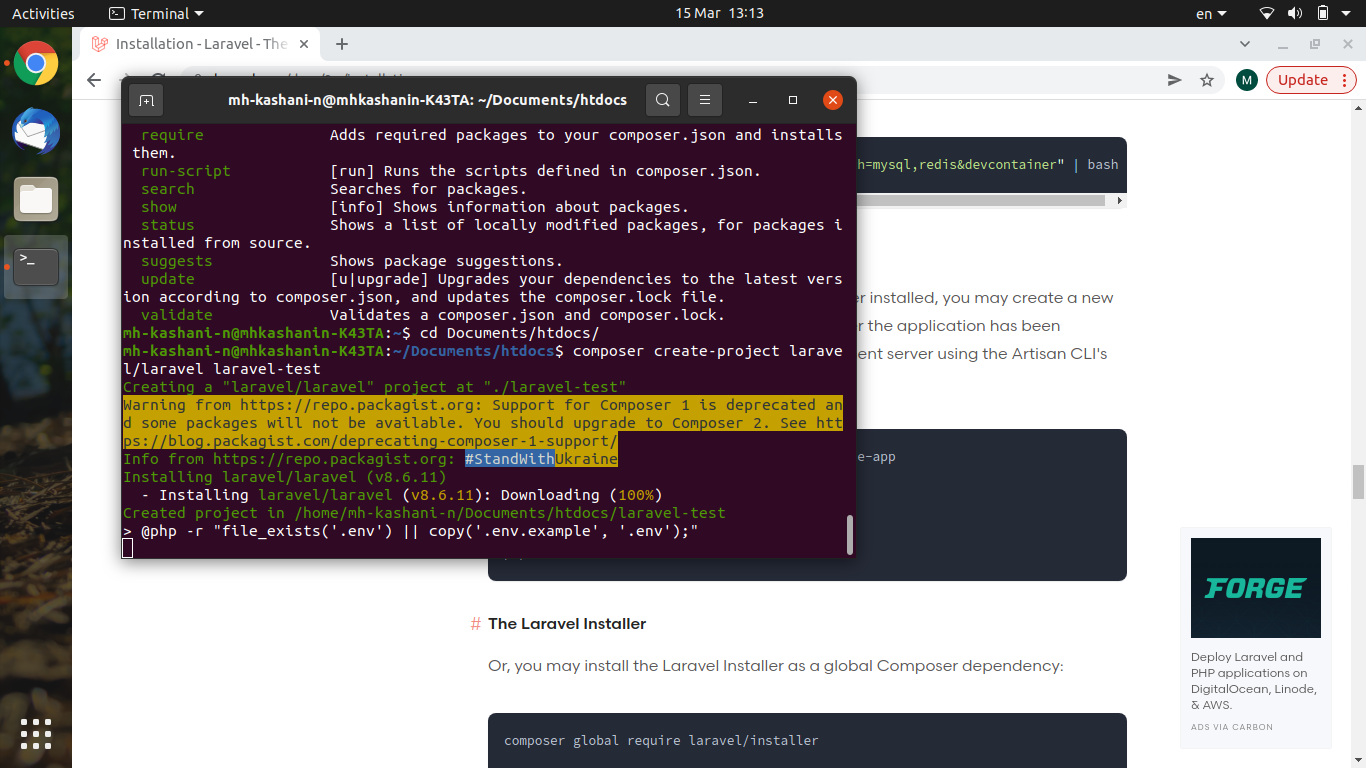 Activities
Terminal
15 Mar 13:13
en
Installation - Laravel - The
Update
M
mh-kashani-n@mhkashanin-K43TA: ~/Documents/htdocs
require Adds required packages to your composer.json and installs
them.
run-script [run] Runs the scripts defined in composer.json.
search Searches for packages.
show [info] Shows information about packages.
status Shows a list of locally modified packages, for packages i
nstalled from source.
suggests Shows package suggestions.
update [u|upgrade] Upgrades your dependencies to the latest vers
ion according to composer.json, and updates the composer.lock file.
validate Validates a composer.json and composer.lock.
mh-kashani-n@mhkashanin-K43TA:~$ cd Documents/htdocs/
mh-kashani-n@mhkashanin-K43TA:~/Documents/htdocs$ composer create-project larave
l/laravel laravel-test
Creating a "laravel/laravel" project at "./laravel-test"
Warning from https://repo.packagist.org: Support for Composer 1 is deprecated an
d some packages will not be available. You should upgrade to Composer 2. See htt
ps://blog.packagist.com/deprecating-composer-1-support/
Info from https://repo.packagist.org: #StandWithUkraine
Installing laravel/laravel (v8.6.11)
- Installing laravel/laravel (v8.6.11): Downloading (100%)
Created project in /home/mh-kashani-n/Documents/htdocs/laravel-test
> @php -r "file_exists('.env') || copy('.env.example', '.env');"
h=mysql,redis&devcontainer" | bash
er installed, you may create a new
r the application has been
ent server using the Artisan CLI's
e-app
# The Laravel Installer
Or, you may install the Laravel Installer as a global Composer dependency:
composer global require laravel/installer
FORGE
Deploy Laravel and
PHP applications on
DigitalOcean, Linode,
& AWS.
ADS VIA CARBON